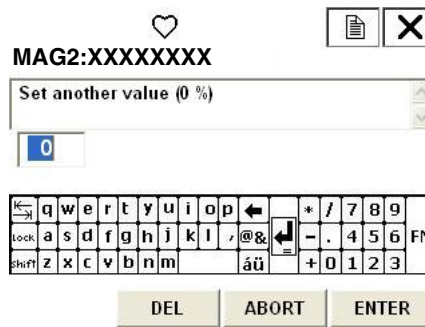 MAG2:XXXXXXXX
Set another value (0 %)
0
q w e r t y u i o p * / 7 8 9
Lock a s d f g h j k l , @& - . 4 5 6 FN
Shift z x c v b n m áü = + 0 1 2 3
DEL ABORT ENTER